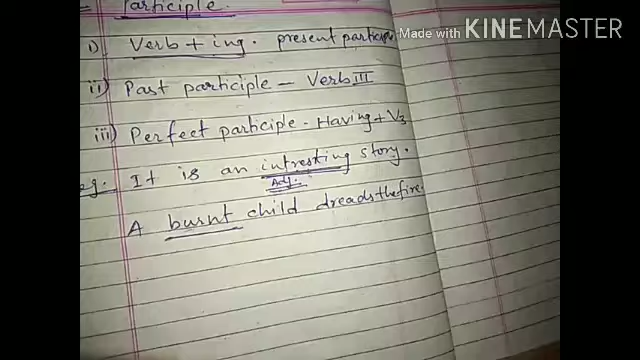 Participle.
Made with KINEMASTER
i) Verb + ing. present participle
ii) Past participle - Verb III
iii) Perfect participle - Having + V3
eg. It is an intresting story.
Adj.
A burnt child dreads the fire.